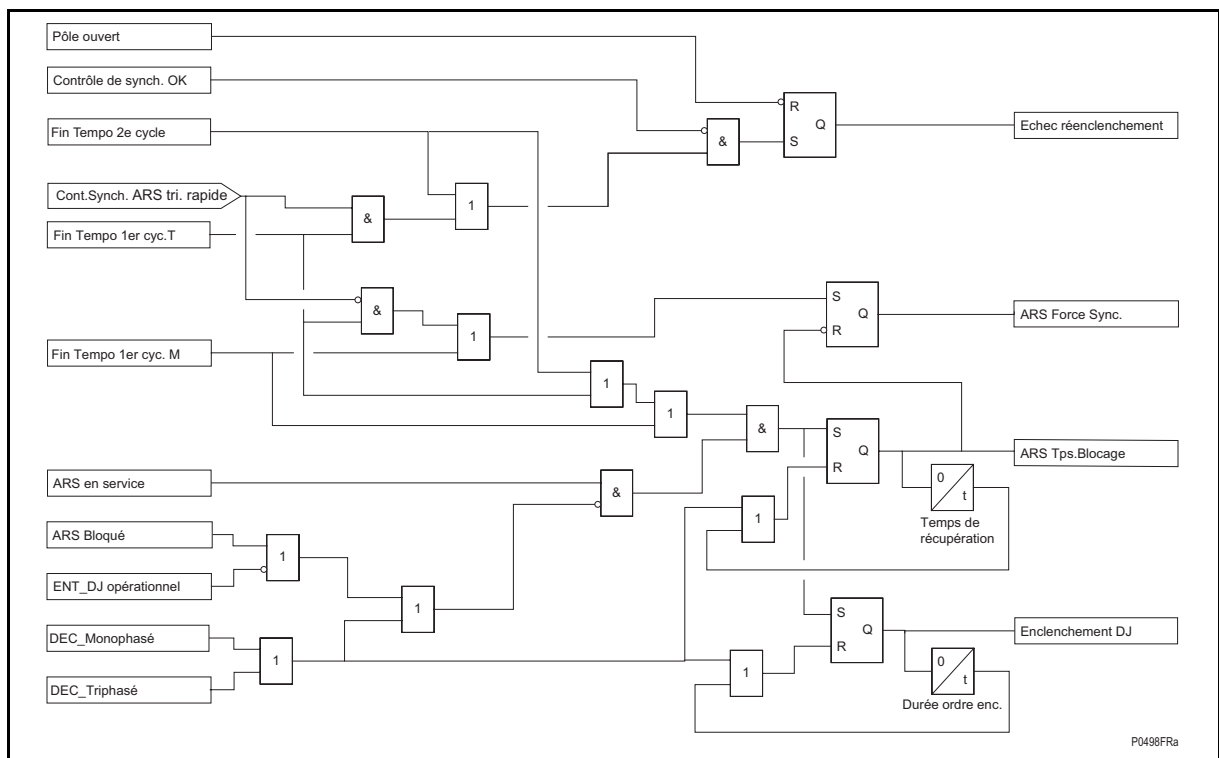 Pôle ouvert
Contrôle de synch. OK
R
Q
S
Echec réenclenchement
Fin Tempo 2e cycle
&
Cont.Synch. ARS tri. rapide
&
1
Fin Tempo 1er cyc.T
&
S
Q
R
ARS Force Sync.
1
Fin Tempo 1er cyc. M
1
1
&
S
Q
R
ARS Tps.Blocage
ARS en service
&
0
t
Temps de
récupération
1
ARS Bloqué
1
ENT_DJ opérationnel
1
S
Q
R
Enclenchement DJ
DEC_Monophasé
1
DEC_Triphasé
1
0
t
Durée ordre enc.
P0498FRa